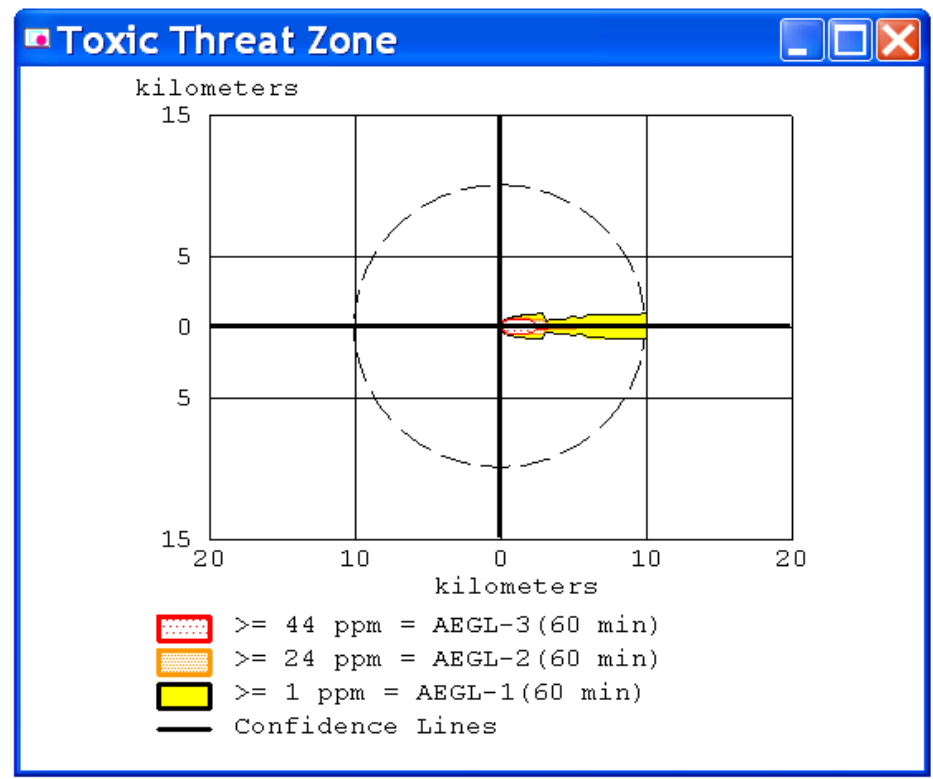 Toxic Threat Zone
kilometers
15
5
0
5
15
20 10 0 10 20
kilometers
>= 44 ppm = AEGL-3(60 min)
>= 24 ppm = AEGL-2(60 min)
>= 1 ppm = AEGL-1(60 min)
Confidence Lines